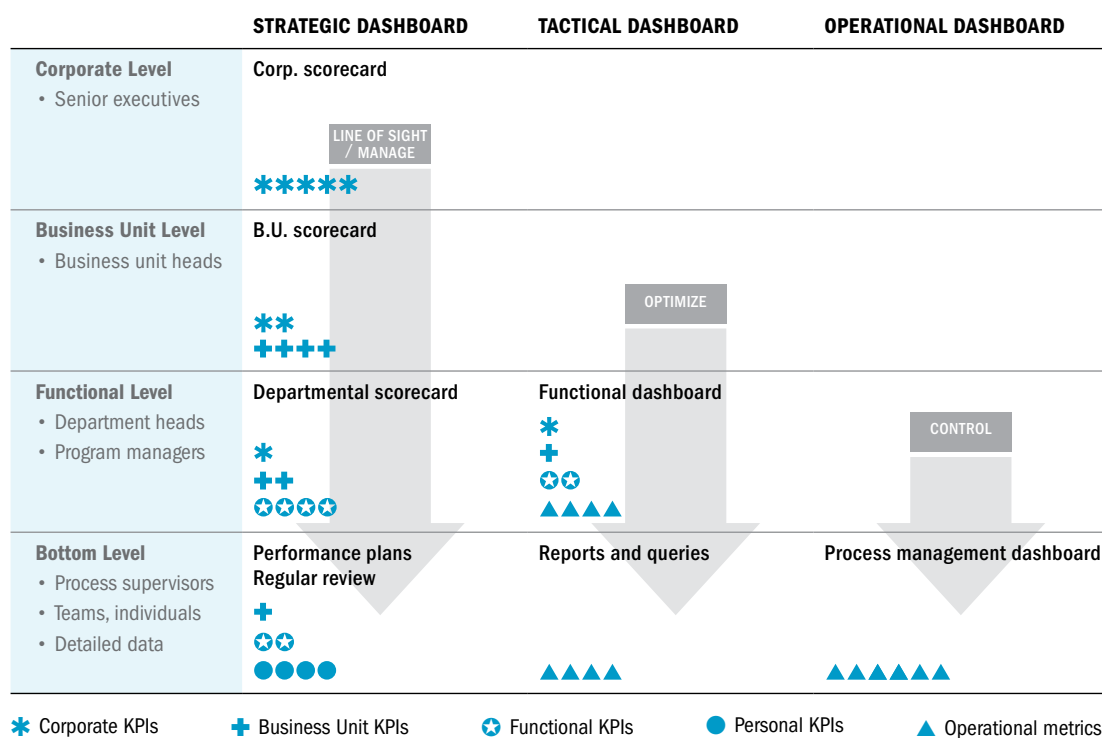 STRATEGIC DASHBOARD
TACTICAL DASHBOARD
OPERATIONAL DASHBOARD
Corporate Level
• Senior executives
Corp. scorecard
LINE OF SIGHT
/ MANAGE
Business Unit Level
• Business unit heads
B.U. scorecard
OPTIMIZE
Functional Level
• Department heads
• Program managers
Departmental scorecard
Functional dashboard
CONTROL
Bottom Level
• Process supervisors
• Teams, individuals
• Detailed data
Performance plans
Regular review
Reports and queries
Process management dashboard
Corporate KPIs
Business Unit KPIs
Functional KPIs
Personal KPIs
Operational metrics